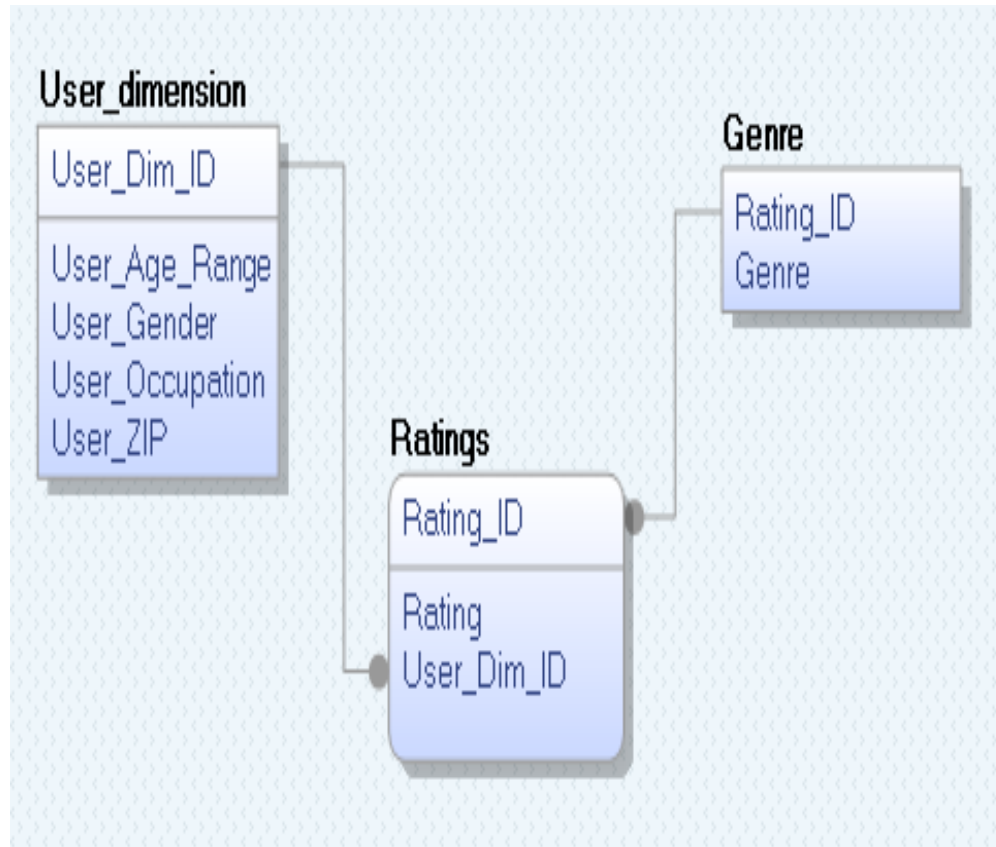 User_dimension
User_Dim_ID
User_Age_Range
User_Gender
User_Occupation
User_ZIP
Genre
Rating_ID
Genre
Ratings
Rating_ID
Rating
User_Dim_ID